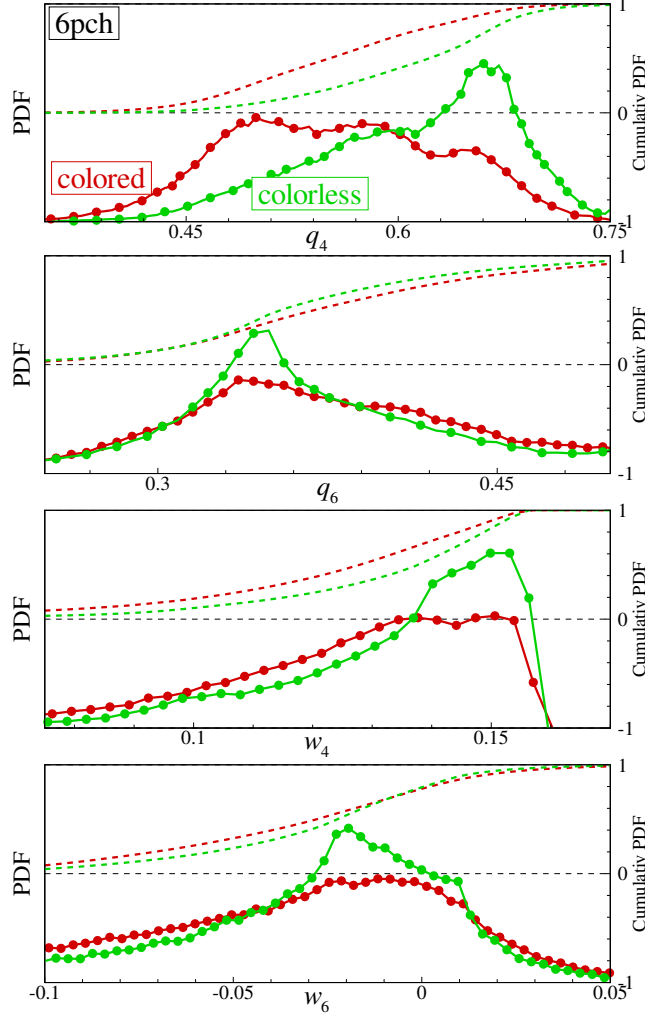 6pch
1
PDF
0
Cumulativ PDF
colored
colorless
-1
0.45
0.6
0.75
q4
1
PDF
0
Cumulativ PDF
-1
0.3
0.45
q6
1
PDF
0
Cumulativ PDF
-1
0.1
0.15
w4
1
PDF
0
Cumulativ PDF
-1
-0.1
-0.05
0
0.05
w6